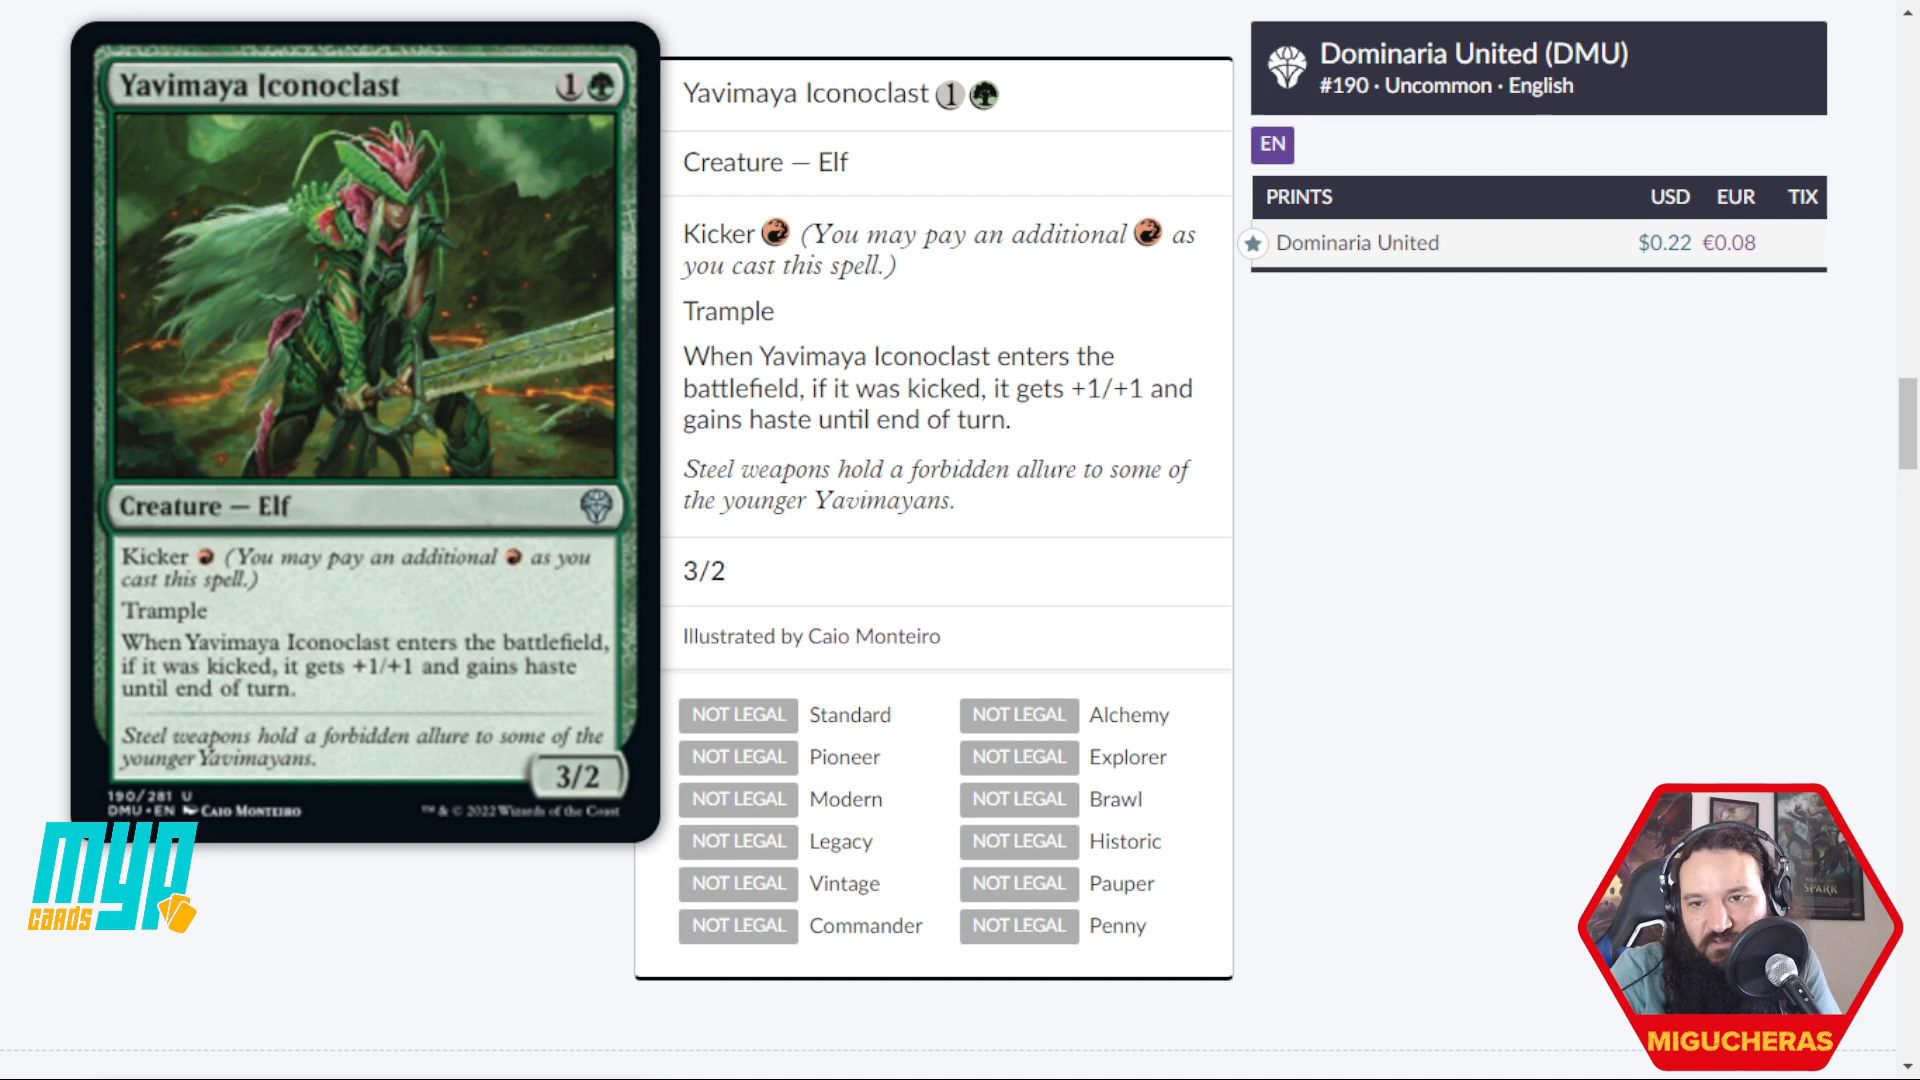 Yavimaya Iconoclast 1
Creature — Elf
Kicker (You may pay an additional as you
cast this spell.)
Trample
When Yavimaya Iconoclast enters the battlefield,
if it was kicked, it gets +1/+1 and gains haste
until end of turn.
Steel weapons hold a forbidden allure to some of the
younger Yavimayans.
3/2
190/281 U
DMU • EN Caio Monteiro
™ & © 2022 Wizards of the Coast
myp
cards
Yavimaya Iconoclast 1
Creature — Elf
Kicker (You may pay an additional as
you cast this spell.)
Trample
When Yavimaya Iconoclast enters the
battlefield, if it was kicked, it gets +1/+1 and
gains haste until end of turn.
Steel weapons hold a forbidden allure to some of
the younger Yavimayans.
3/2
Illustrated by Caio Monteiro
NOT LEGAL Standard NOT LEGAL Alchemy
NOT LEGAL Pioneer NOT LEGAL Explorer
NOT LEGAL Modern NOT LEGAL Brawl
NOT LEGAL Legacy NOT LEGAL Historic
NOT LEGAL Vintage NOT LEGAL Pauper
NOT LEGAL Commander NOT LEGAL Penny
Dominaria United (DMU)
#190 · Uncommon · English
EN
PRINTS USD EUR TIX
Dominaria United $0.22 €0.08
SPARK
MIGUCHERAS